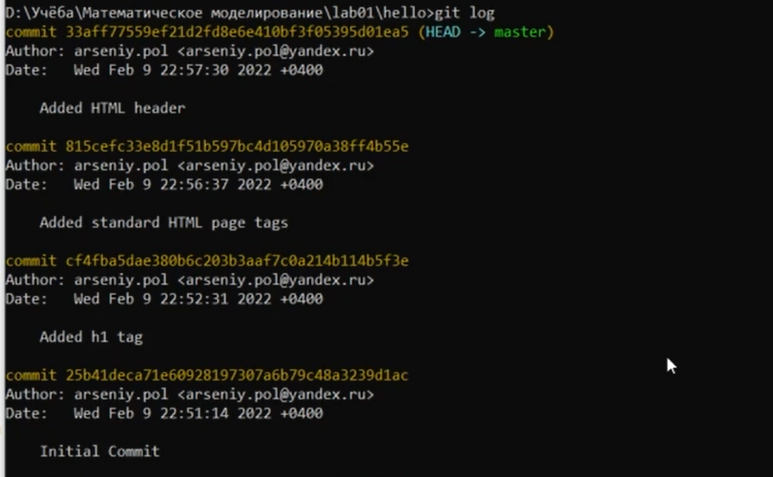 D:\Учёба\Математическое моделирование\lab01\hello>git log
commit 33aff77559ef21d2fd8e6e410bf3f05395d01ea5 (HEAD -> master)
Author: arseniy.pol <arseniy.pol@yandex.ru>
Date:   Wed Feb 9 22:57:30 2022 +0400
Added HTML header
commit 815cefc33e8d1f51b597bc4d105970a38ff4b55e
Author: arseniy.pol <arseniy.pol@yandex.ru>
Date:   Wed Feb 9 22:56:37 2022 +0400
Added standard HTML page tags
commit cf4fba5dae380b6c203b3aaf7c0a214b114b5f3e
Author: arseniy.pol <arseniy.pol@yandex.ru>
Date:   Wed Feb 9 22:52:31 2022 +0400
Added h1 tag
commit 25b41deca71e60928197307a6b79c48a3239d1ac
Author: arseniy.pol <arseniy.pol@yandex.ru>
Date:   Wed Feb 9 22:51:14 2022 +0400
Initial Commit